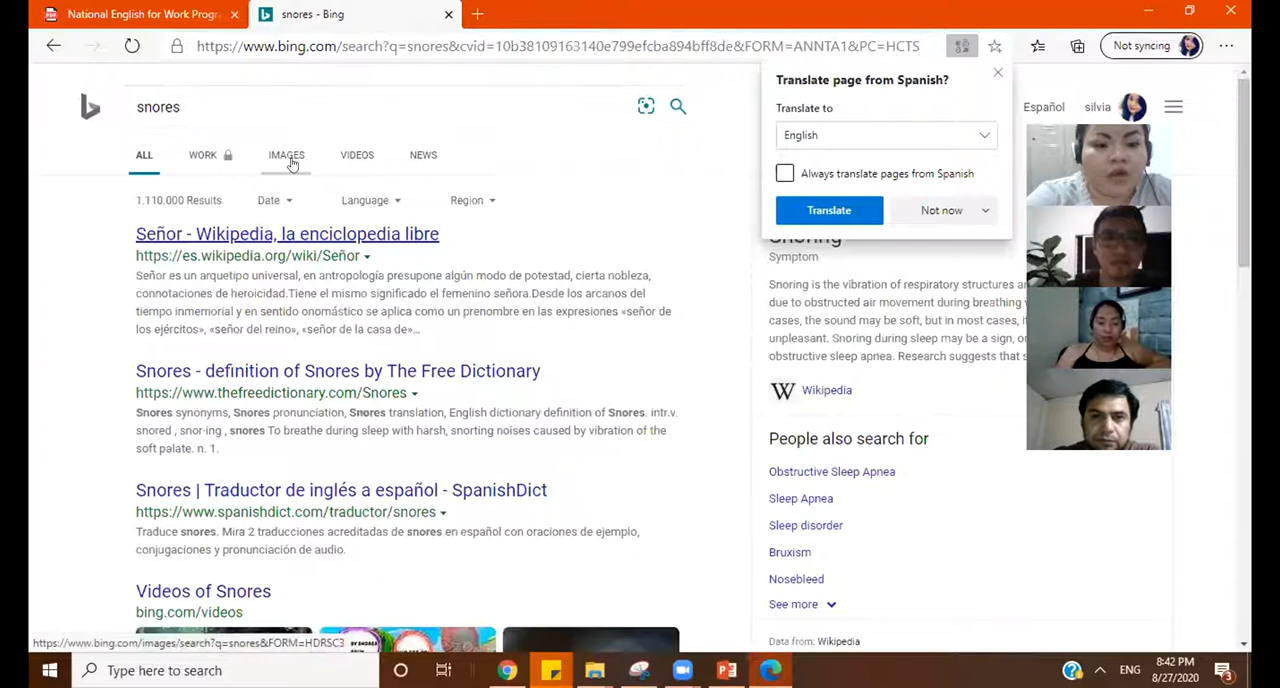 National English for Work Progra
snores - Bing
https://www.bing.com/search?q=snores&cvid=10b38109163140e799efcba894bff8de&FORM=ANNTA1&PC=HCTS
Not syncing
snores
Translate page from Spanish?
Translate to
English
Always translate pages from Spanish
Translate
Not now
Español
silvia
ALL
WORK
IMAGES
VIDEOS
NEWS
1.110.000 Results
Date
Language
Region
Señor - Wikipedia, la enciclopedia libre
https://es.wikipedia.org/wiki/Señor
Señor es un arquetipo universal, en antropología presupone algún modo de potestad, cierta nobleza,
connotaciones de heroicidad.Tiene el mismo significado el femenino señora.Desde los arcanos del
tiempo inmemorial y en sentido onomástico se aplica como un prenombre en las expresiones «señor de
los ejércitos», «señor del reino», «señor de la casa de»...
Snores - definition of Snores by The Free Dictionary
https://www.thefreedictionary.com/Snores
Snores synonyms, Snores pronunciation, Snores translation, English dictionary definition of Snores. intr.v.
snored , snor·ing , snores To breathe during sleep with harsh, snorting noises caused by vibration of the
soft palate. n. 1.
Snores | Traductor de inglés a español - SpanishDict
https://www.spanishdict.com/traductor/snores
Traduce snores. Mira 2 traducciones acreditadas de snores en español con oraciones de ejemplo,
conjugaciones y pronunciación de audio.
Videos of Snores
bing.com/videos
https://www.bing.com/images/search?q=snores&FORM=HDRSC3
Snoring
Symptom
Snoring is the vibration of respiratory structures a
due to obstructed air movement during breathing
cases, the sound may be soft, but in most cases, i
unpleasant. Snoring during sleep may be a sign, o
obstructive sleep apnea. Research suggests that s
Wikipedia
People also search for
Obstructive Sleep Apnea
Sleep Apnea
Sleep disorder
Bruxism
Nosebleed
See more
Data from: Wikipedia
Type here to search
ENG
8:42 PM
8/27/2020
3